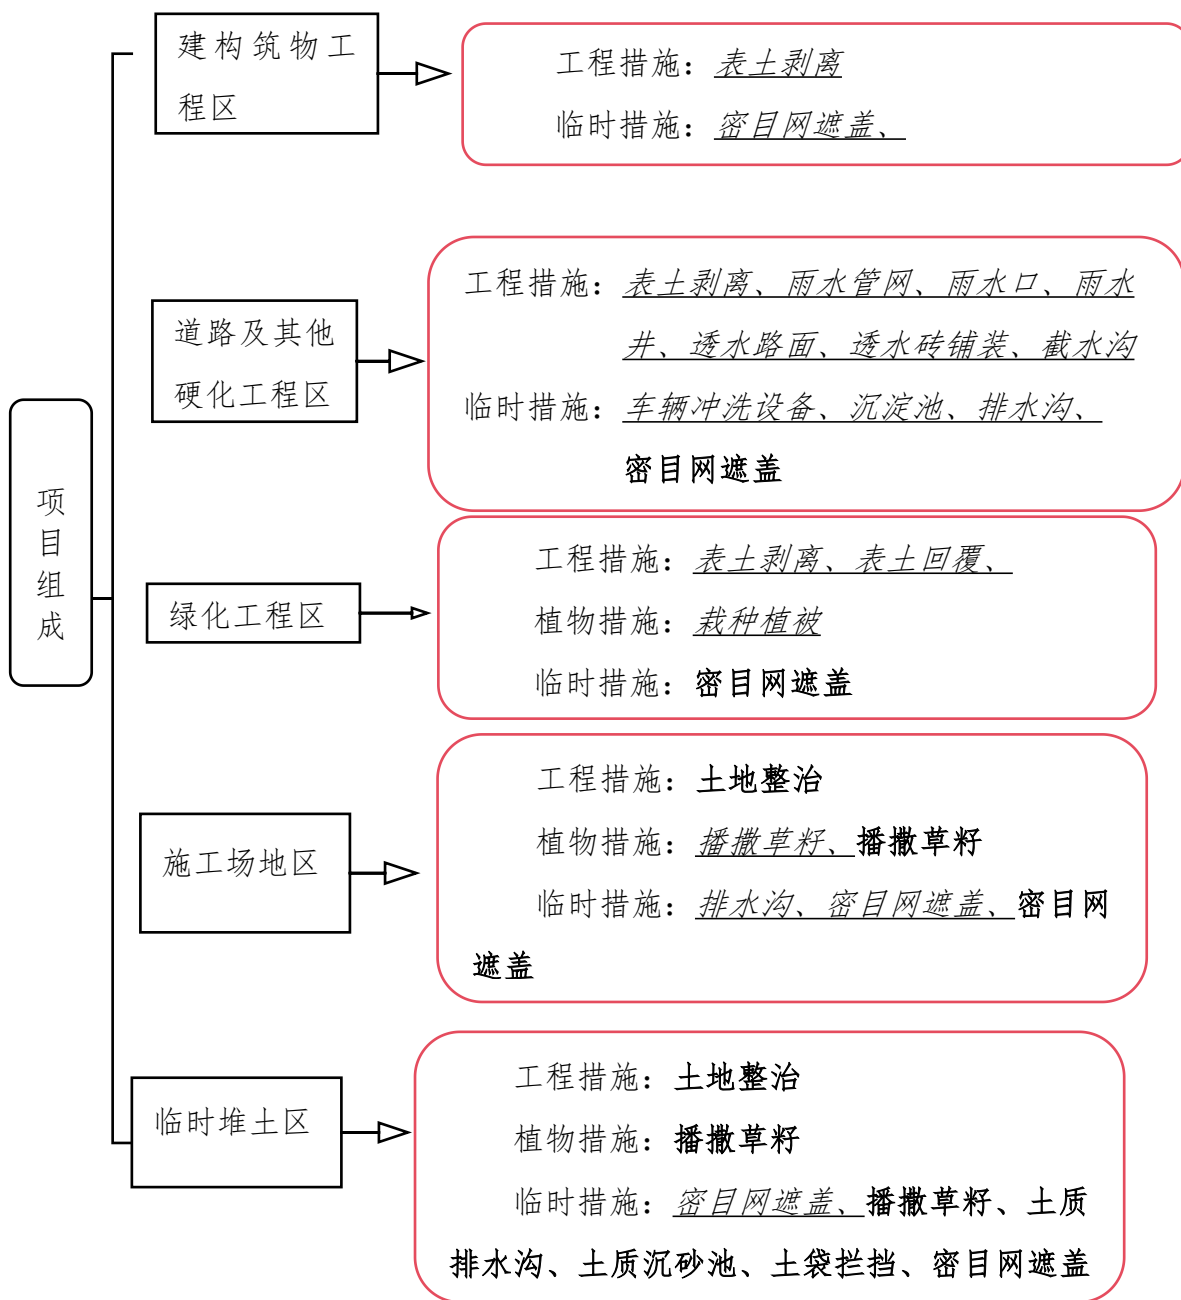 建构筑物工
程区
工程措施：表土剥离
临时措施：密目网遮盖、
道路及其他
硬化工程区
工程措施：表土剥离、雨水管网、雨水口、雨水
井、透水路面、透水砖铺装、截水沟
临时措施：车辆冲洗设备、沉淀池、排水沟、
密目网遮盖
项
目
组
成
绿化工程区
工程措施：表土剥离、表土回覆、
植物措施：栽种植被
临时措施：密目网遮盖
施工场地区
工程措施：土地整治
植物措施：播撒草籽、播撒草籽
临时措施：排水沟、密目网遮盖、密目网
遮盖
临时堆土区
工程措施：土地整治
植物措施：播撒草籽
临时措施：密目网遮盖、播撒草籽、土质
排水沟、土质沉砂池、土袋拦挡、密目网遮盖